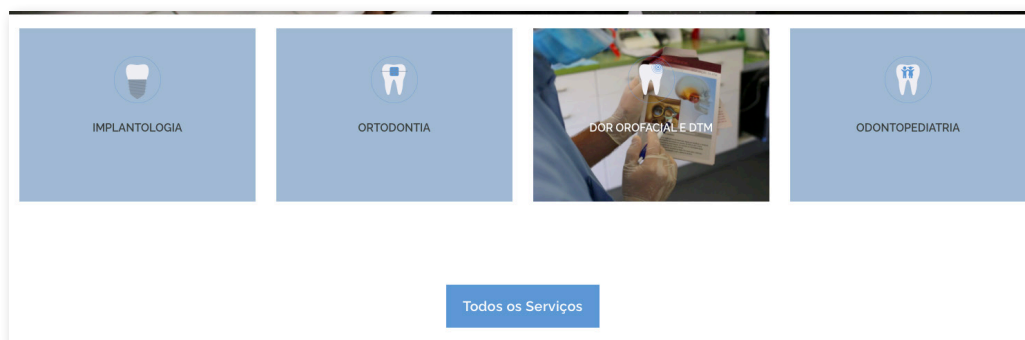 IMPLANTOLOGIA
ORTODONTIA
DOR OROFACIAL E DTM
ODONTOPEDIATRIA
Todos os Serviços